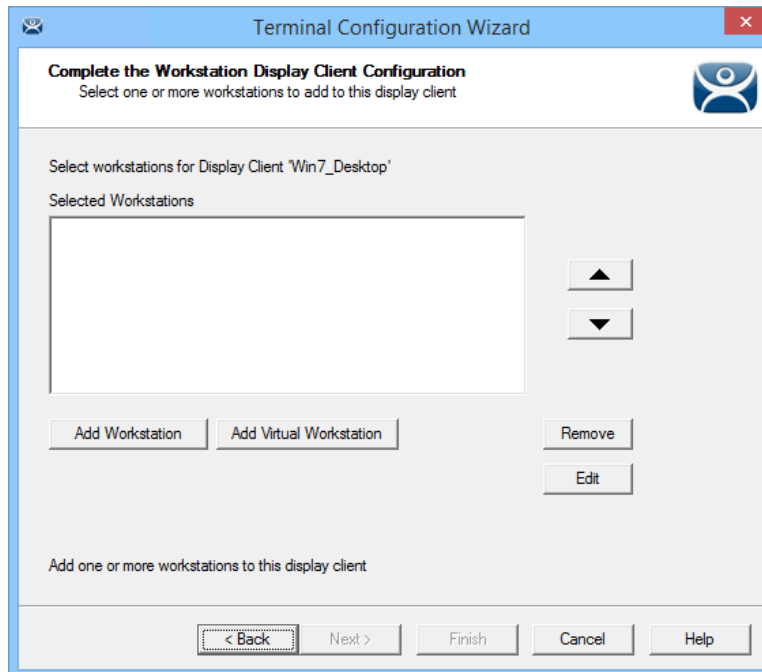 Terminal Configuration Wizard
Complete the Workstation Display Client Configuration
Select one or more workstations to add to this display client
Select workstations for Display Client 'Win7_Desktop'
Selected Workstations
Add Workstation
Add Virtual Workstation
Remove
Edit
Add one or more workstations to this display client
< Back
Next >
Finish
Cancel
Help